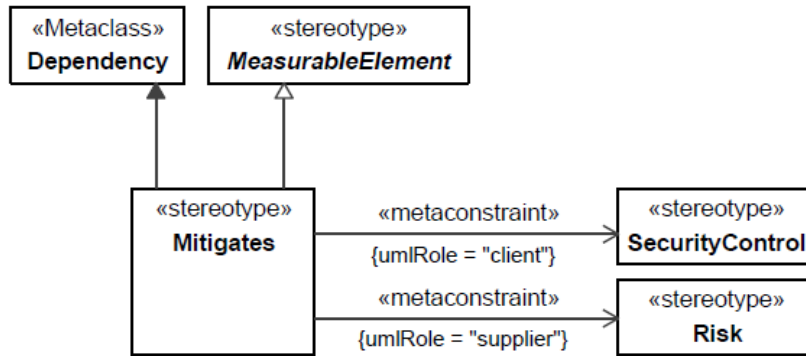 «Metaclass»
Dependency
«stereotype»
MeasurableElement
«stereotype»
Mitigates
«metaconstraint»
{umlRole = "client"}
«stereotype»
SecurityControl
«metaconstraint»
{umlRole = "supplier"}
«stereotype»
Risk